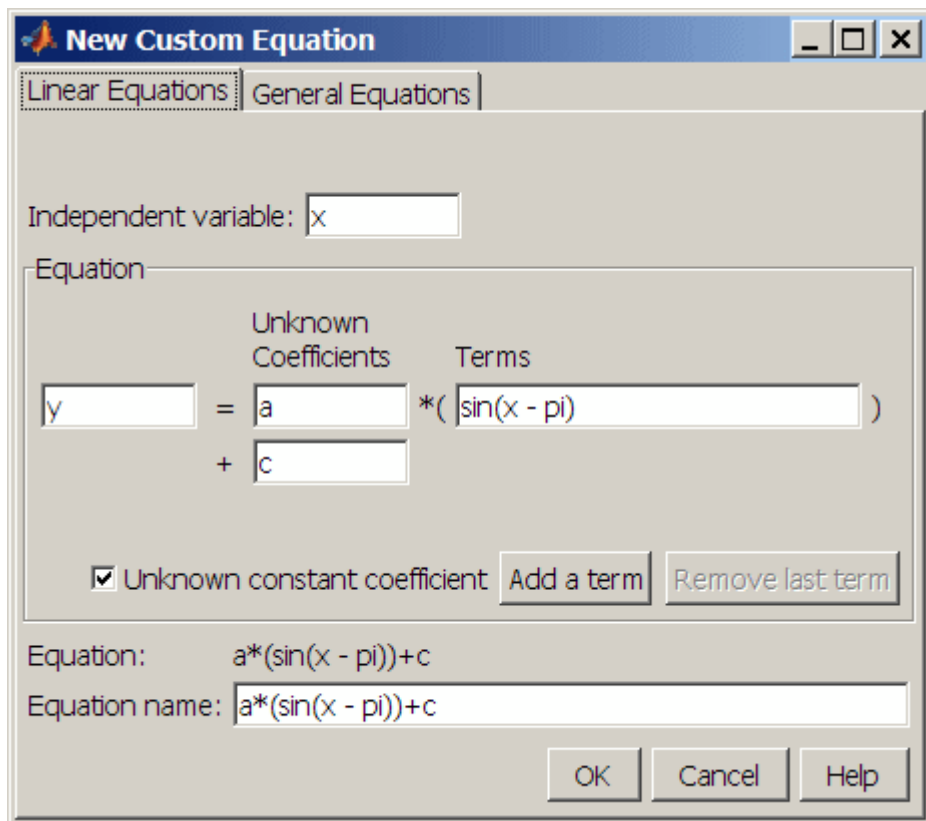 New Custom Equation
Linear Equations General Equations
Independent variable: x
Equation
Unknown
Coefficients Terms
y = a *( sin(x - pi) )
+ c
Unknown constant coefficient Add a term Remove last term
Equation: a*(sin(x - pi))+c
Equation name: a*(sin(x - pi))+c
OK Cancel Help